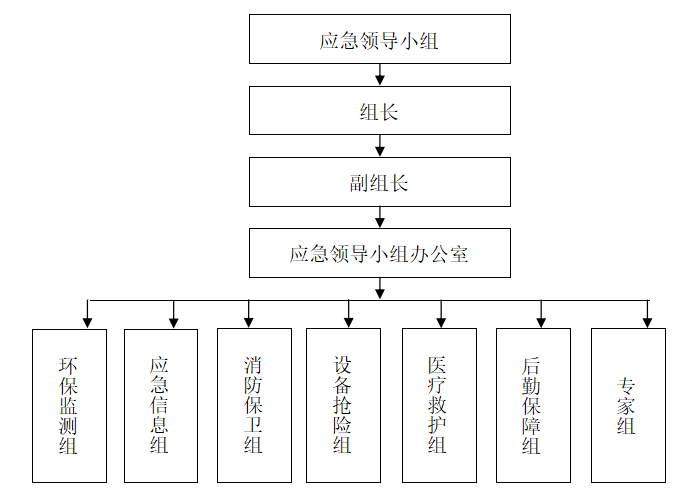 应急领导小组
组长
副组长
应急领导小组办公室
环保监测组
应急信息组
消防保卫组
设备抢险组
医疗救护组
后勤保障组
专家组